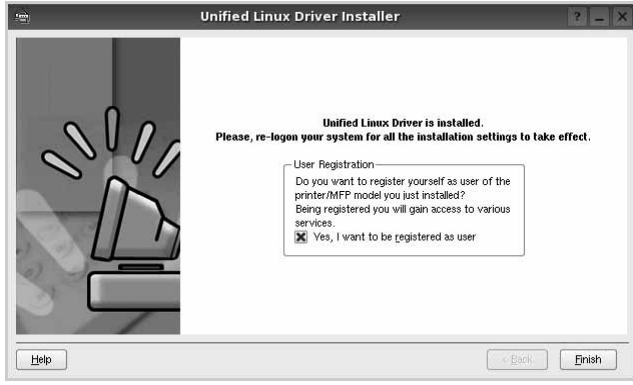 Unified Linux Driver Installer
Unified Linux Driver is installed.
Please, re-logon your system for all the installation settings to take effect.
User Registration
Do you want to register yourself as user of the
printer/MFP model you just installed?
Being registered you will gain access to various
services.
Yes, I want to be registered as user
Help
< Back
Finish